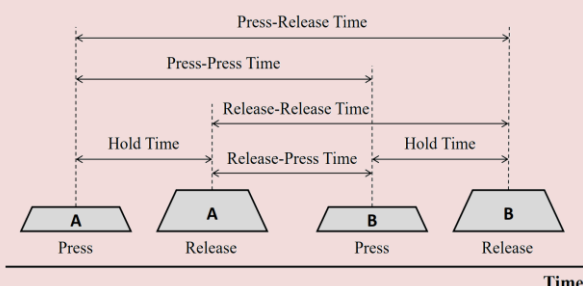 Press-Release Time
Press-Press Time
Release-Release Time
Hold Time
Release-Press Time
Hold Time
A
A
B
B
Press
Release
Press
Release
Time